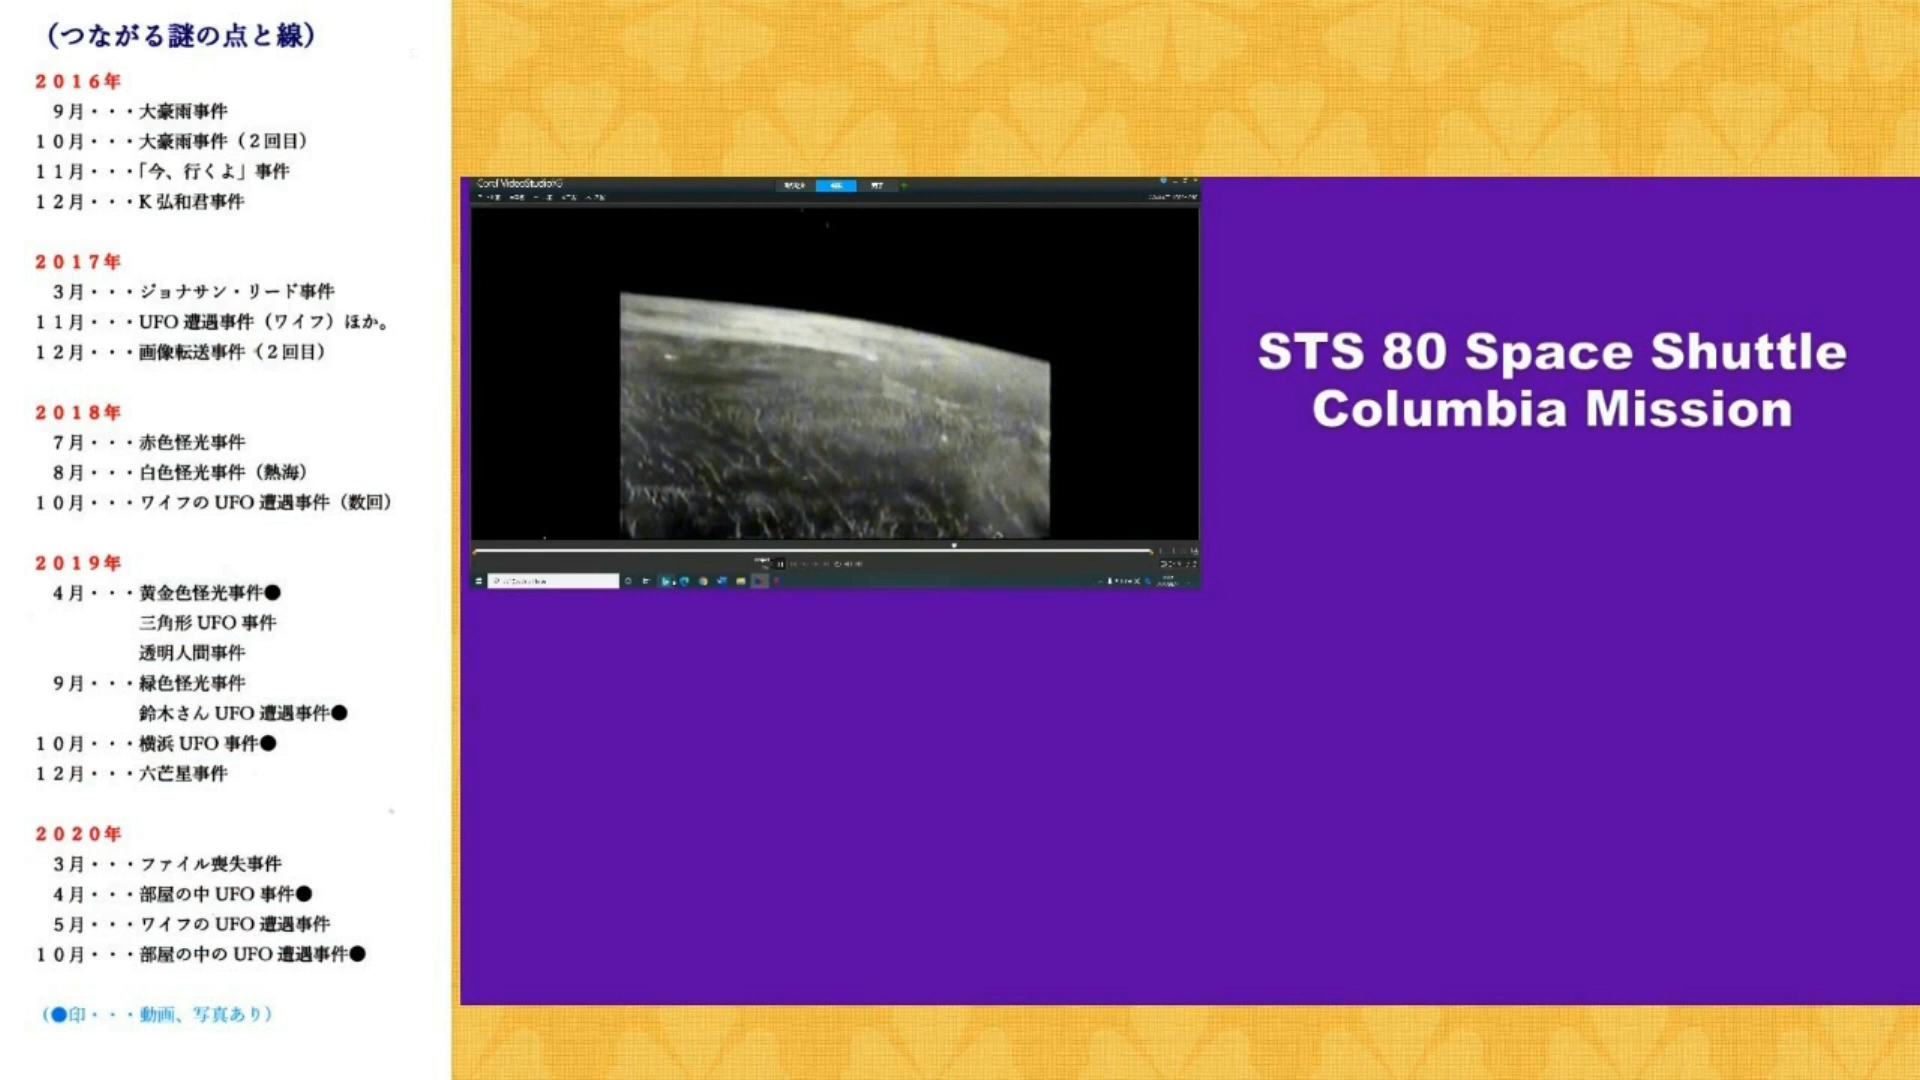 （つながる謎の点と線）
２０１６年
９月・・・大豪雨事件
１０月・・・大豪雨事件（２回目）
１１月・・・「今、行くよ」事件
１２月・・・K 弘和君事件
２０１７年
３月・・・ジョナサン・リード事件
１１月・・・UFO 遭遇事件（ワイフ）ほか。
１２月・・・画像転送事件（２回目）
２０１８年
７月・・・赤色怪光事件
８月・・・白色怪光事件（熱海）
１０月・・・ワイフの UFO 遭遇事件（数回）
２０１９年
４月・・・黄金色怪光事件●
三角形 UFO 事件
透明人間事件
９月・・・緑色怪光事件
鈴木さん UFO 遭遇事件●
１０月・・・横浜 UFO 事件●
１２月・・・六芒星事件
２０２０年
３月・・・ファイル喪失事件
４月・・・部屋の中 UFO 事件●
５月・・・ワイフの UFO 遭遇事件
１０月・・・部屋の中の UFO 遭遇事件●
（●印・・・動画、写真あり）
Corel VideoStudio
STS 80 Space Shuttle
Columbia Mission